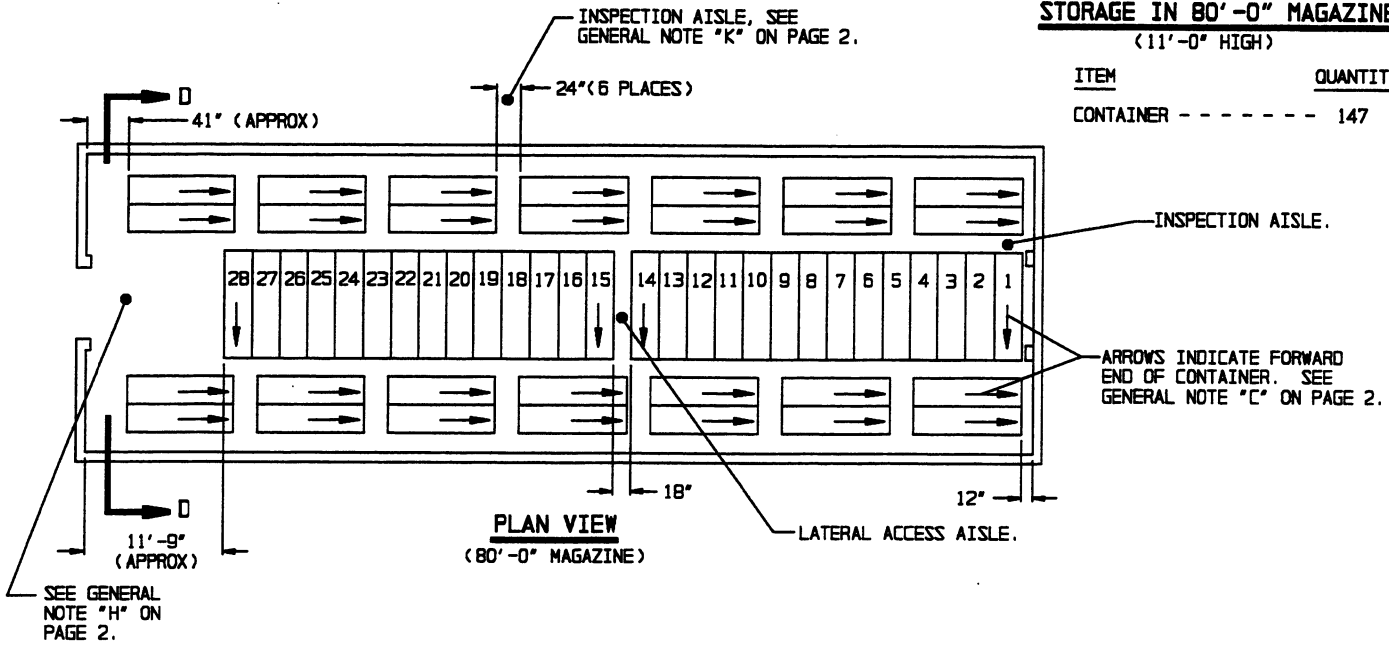 INSPECTION AISLE, SEE
GENERAL NOTE "K" ON PAGE 2.
STORAGE IN 80'-0" MAGAZINE
(11'-0" HIGH)
ITEM QUANTIT
CONTAINER - - - - - - - 147
D
24"(6 PLACES)
41" (APPROX)
INSPECTION AISLE.
28 27 26 25 24 23 22 21 20 19 18 17 16 15 14 13 12 11 10 9 8 7 6 5 4 3 2 1
ARROWS INDICATE FORWARD
END OF CONTAINER. SEE
GENERAL NOTE "C" ON PAGE 2.
D
18"
12"
11'-9"
(APPROX)
PLAN VIEW
(80'-0" MAGAZINE)
LATERAL ACCESS AISLE.
SEE GENERAL
NOTE "H" ON
PAGE 2.